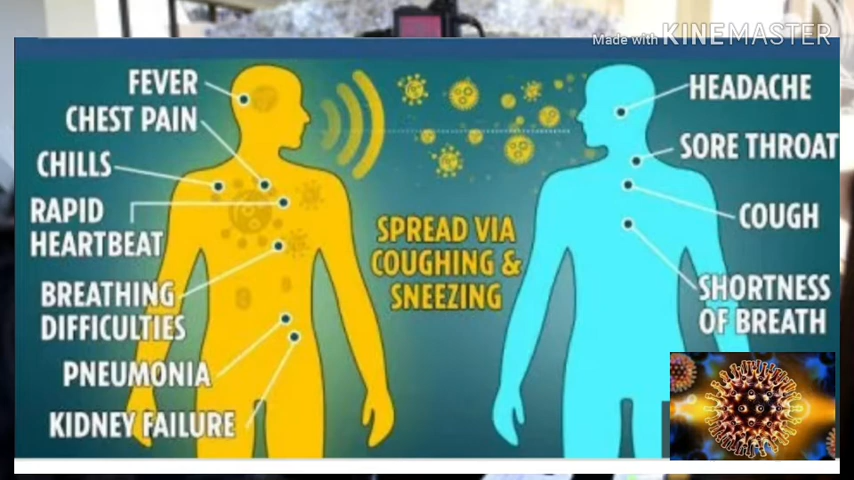 Made with KINEMASTER
FEVER
CHEST PAIN
CHILLS
RAPID
HEARTBEAT
BREATHING
DIFFICULTIES
PNEUMONIA
KIDNEY FAILURE
SPREAD VIA
COUGHING &
SNEEZING
HEADACHE
SORE THROAT
COUGH
SHORTNESS
OF BREATH